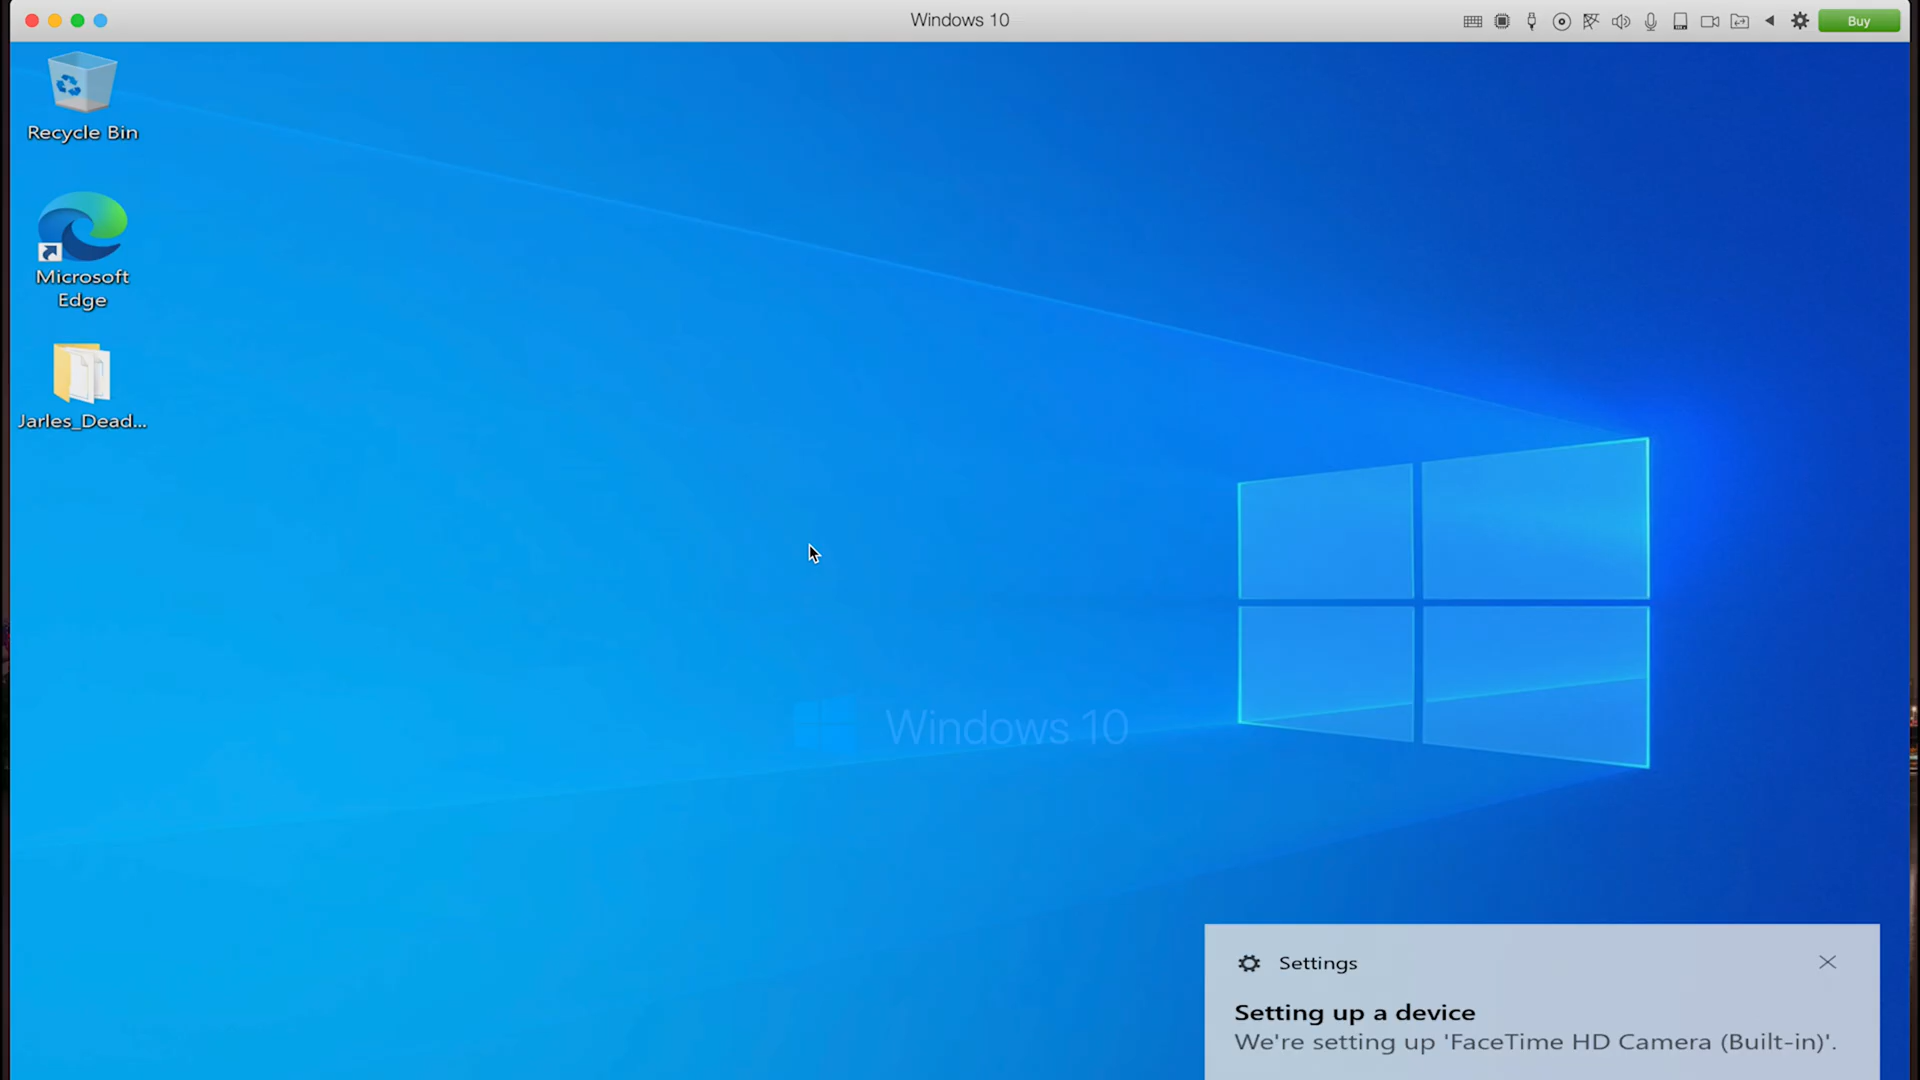 Windows 10
Buy
Recycle Bin
Microsoft
Edge
Jarles_Dead...
Windows 10
Settings
Setting up a device
We're setting up 'FaceTime HD Camera (Built-in)'.